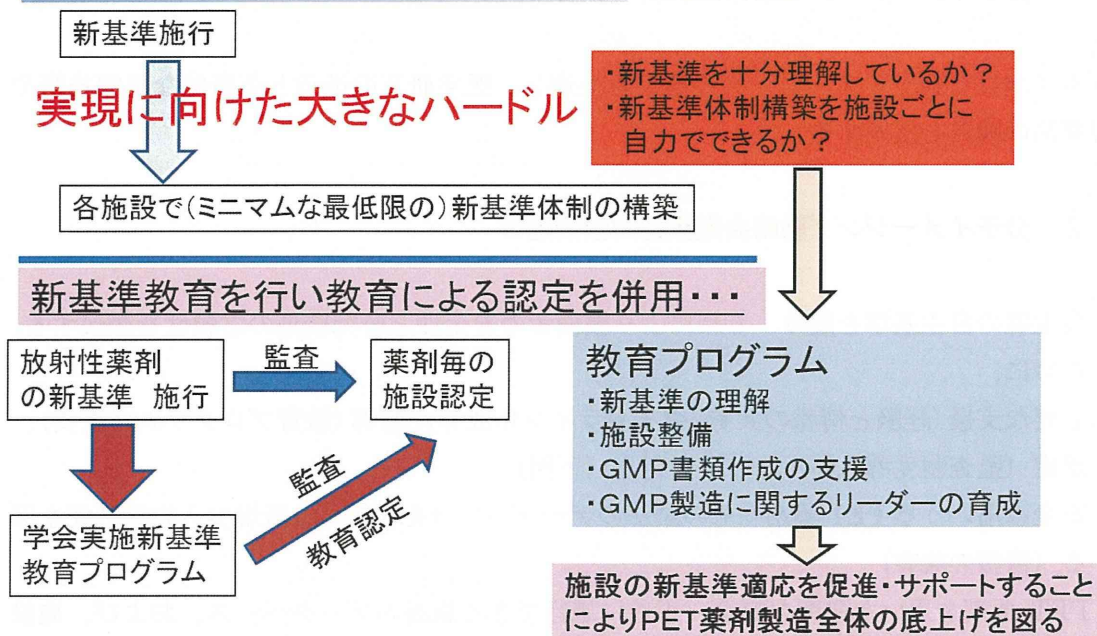 新基準施行
実現に向けた大きなハードル
・新基準を十分理解しているか？
・新基準体制構築を施設ごとに
自力でできるか？
各施設で(ミニマムな最低限の)新基準体制の構築
新基準教育を行い教育による認定を併用・・・
放射性薬剤
の新基準 施行
監査
薬剤毎の
施設認定
監査
教育認定
学会実施新基準
教育プログラム
教育プログラム
・新基準の理解
・施設整備
・GMP書類作成の支援
・GMP製造に関するリーダーの育成
施設の新基準適応を促進・サポートすること
によりPET薬剤製造全体の底上げを図る